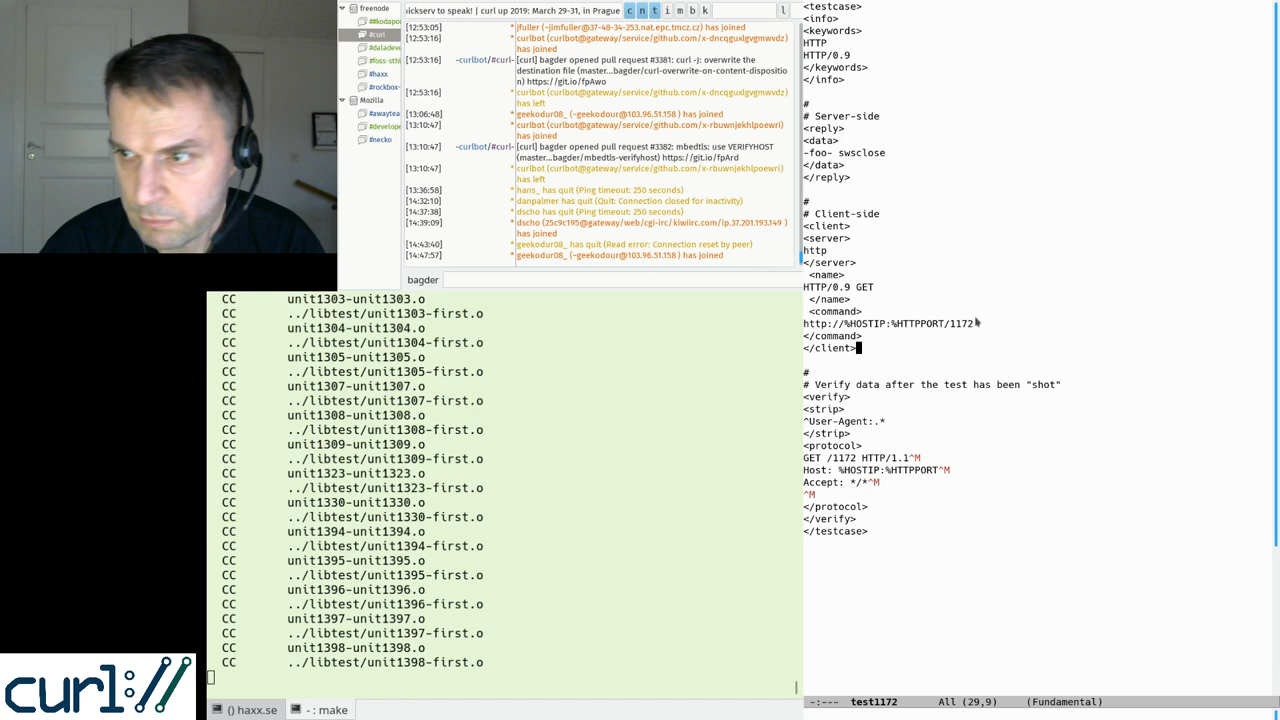 freenode
##kodapor
#curl
#daladeve
#foss-sthl
#haxx
#rockbox-
Mozilla
#awaytea
#develope
#necko
uickserv to speak! | curl up 2019: March 29-31, in Prague
c n t i m b k l
[12:53:05] * jfuller (~jimfuller@37-48-34-253.nat.epc.tmcz.cz) has joined
[12:53:16] * curlbot (curlbot@gateway/service/github.com/x-dncqguxlgvgmwvdz)
has joined
[12:53:16] -curlbot/#curl- [curl] bagder opened pull request #3381: curl -J: overwrite the
destination file (master...bagder/curl-overwrite-on-content-dispositio
n) https://git.io/fpAwo
* curlbot (curlbot@gateway/service/github.com/x-dncqguxlgvgmwvdz)
has left
[13:06:48] * geekodour08_ (~geekodour@103.96.51.158 ) has joined
[13:10:47] * curlbot (curlbot@gateway/service/github.com/x-rbuwnjekhlpoewri)
has joined
[13:10:47] -curlbot/#curl- [curl] bagder opened pull request #3382: mbedtls: use VERIFYHOST
(master...bagder/mbedtls-verifyhost) https://git.io/fpArd
[13:10:47] * curlbot (curlbot@gateway/service/github.com/x-rbuwnjekhlpoewri)
has left
[13:36:58] * hans_ has quit (Ping timeout: 250 seconds)
[14:32:10] * danpalmer has quit (Quit: Connection closed for inactivity)
[14:37:38] * dscho has quit (Ping timeout: 250 seconds)
[14:39:09] * dscho (25c9c195@gateway/web/cgi-irc/kiwiirc.com/ip.37.201.193.149 )
has joined
[14:43:40] * geekodur08_ has quit (Read error: Connection reset by peer)
[14:47:57] * geekodur08_ (~geekodour@103.96.51.158 ) has joined
bagder
CC unit1303-unit1303.o
CC ../libtest/unit1303-first.o
CC unit1304-unit1304.o
CC ../libtest/unit1304-first.o
CC unit1305-unit1305.o
CC ../libtest/unit1305-first.o
CC unit1307-unit1307.o
CC ../libtest/unit1307-first.o
CC unit1308-unit1308.o
CC ../libtest/unit1308-first.o
CC unit1309-unit1309.o
CC ../libtest/unit1309-first.o
CC unit1323-unit1323.o
CC ../libtest/unit1323-first.o
CC unit1330-unit1330.o
CC ../libtest/unit1330-first.o
CC unit1394-unit1394.o
CC ../libtest/unit1394-first.o
CC unit1395-unit1395.o
CC ../libtest/unit1395-first.o
CC unit1396-unit1396.o
CC ../libtest/unit1396-first.o
CC unit1397-unit1397.o
CC ../libtest/unit1397-first.o
CC unit1398-unit1398.o
CC ../libtest/unit1398-first.o
() haxx.se
- : make
curl://
<testcase>
<info>
<keywords>
HTTP
HTTP/0.9
</keywords>
</info>
#
# Server-side
<reply>
<data>
-foo- swsclose
</data>
</reply>
#
# Client-side
<client>
<server>
http
</server>
<name>
HTTP/0.9 GET
</name>
<command>
http://%HOSTIP:%HTTPPORT/1172
</command>
</client>
#
# Verify data after the test has been "shot"
<verify>
<strip>
^User-Agent:.*
</strip>
<protocol>
GET /1172 HTTP/1.1^M
Host: %HOSTIP:%HTTPPORT^M
Accept: */*^M
^M
</protocol>
</verify>
</testcase>
-:--- test1172 All (29,9) (Fundamental)